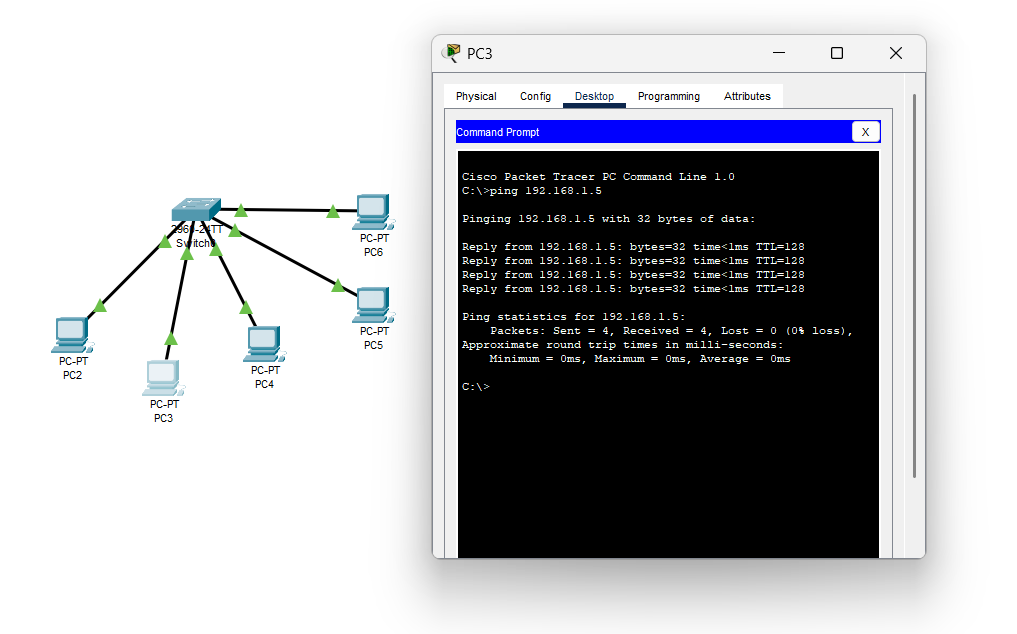 PC3
Physical Config Desktop Programming Attributes
Command Prompt X
Cisco Packet Tracer PC Command Line 1.0
C:\>ping 192.168.1.5
Pinging 192.168.1.5 with 32 bytes of data:
Reply from 192.168.1.5: bytes=32 time<1ms TTL=128
Reply from 192.168.1.5: bytes=32 time<1ms TTL=128
Reply from 192.168.1.5: bytes=32 time<1ms TTL=128
Reply from 192.168.1.5: bytes=32 time<1ms TTL=128
Ping statistics for 192.168.1.5:
Packets: Sent = 4, Received = 4, Lost = 0 (0% loss),
Approximate round trip times in milli-seconds:
Minimum = 0ms, Maximum = 0ms, Average = 0ms
C:\>
2960-24TT
Switch0
PC-PT
PC6
PC-PT
PC5
PC-PT
PC2
PC-PT
PC4
PC-PT
PC3